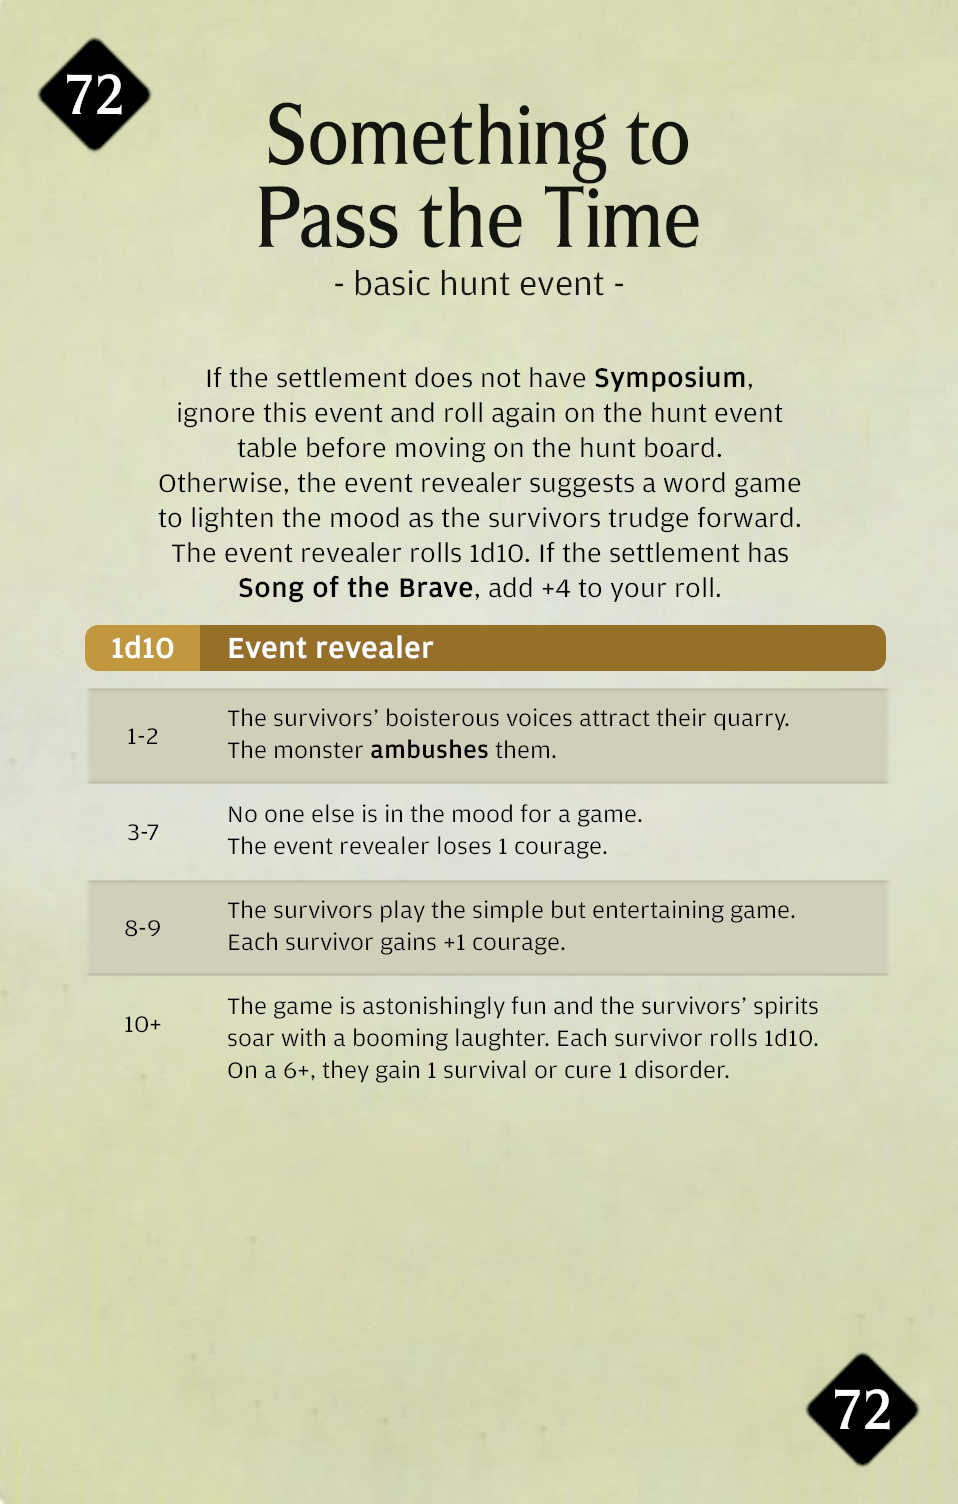 72
Something to
Pass the Time
- basic hunt event -
If the settlement does not have Symposium,
ignore this event and roll again on the hunt event
table before moving on the hunt board.
Otherwise, the event revealer suggests a word game
to lighten the mood as the survivors trudge forward.
The event revealer rolls 1d10. If the settlement has
Song of the Brave, add +4 to your roll.
1d10 Event revealer
1-2
The survivors’ boisterous voices attract their quarry.
The monster ambushes them.
3-7
No one else is in the mood for a game.
The event revealer loses 1 courage.
8-9
The survivors play the simple but entertaining game.
Each survivor gains +1 courage.
10+
The game is astonishingly fun and the survivors’ spirits
soar with a booming laughter. Each survivor rolls 1d10.
On a 6+, they gain 1 survival or cure 1 disorder.
72